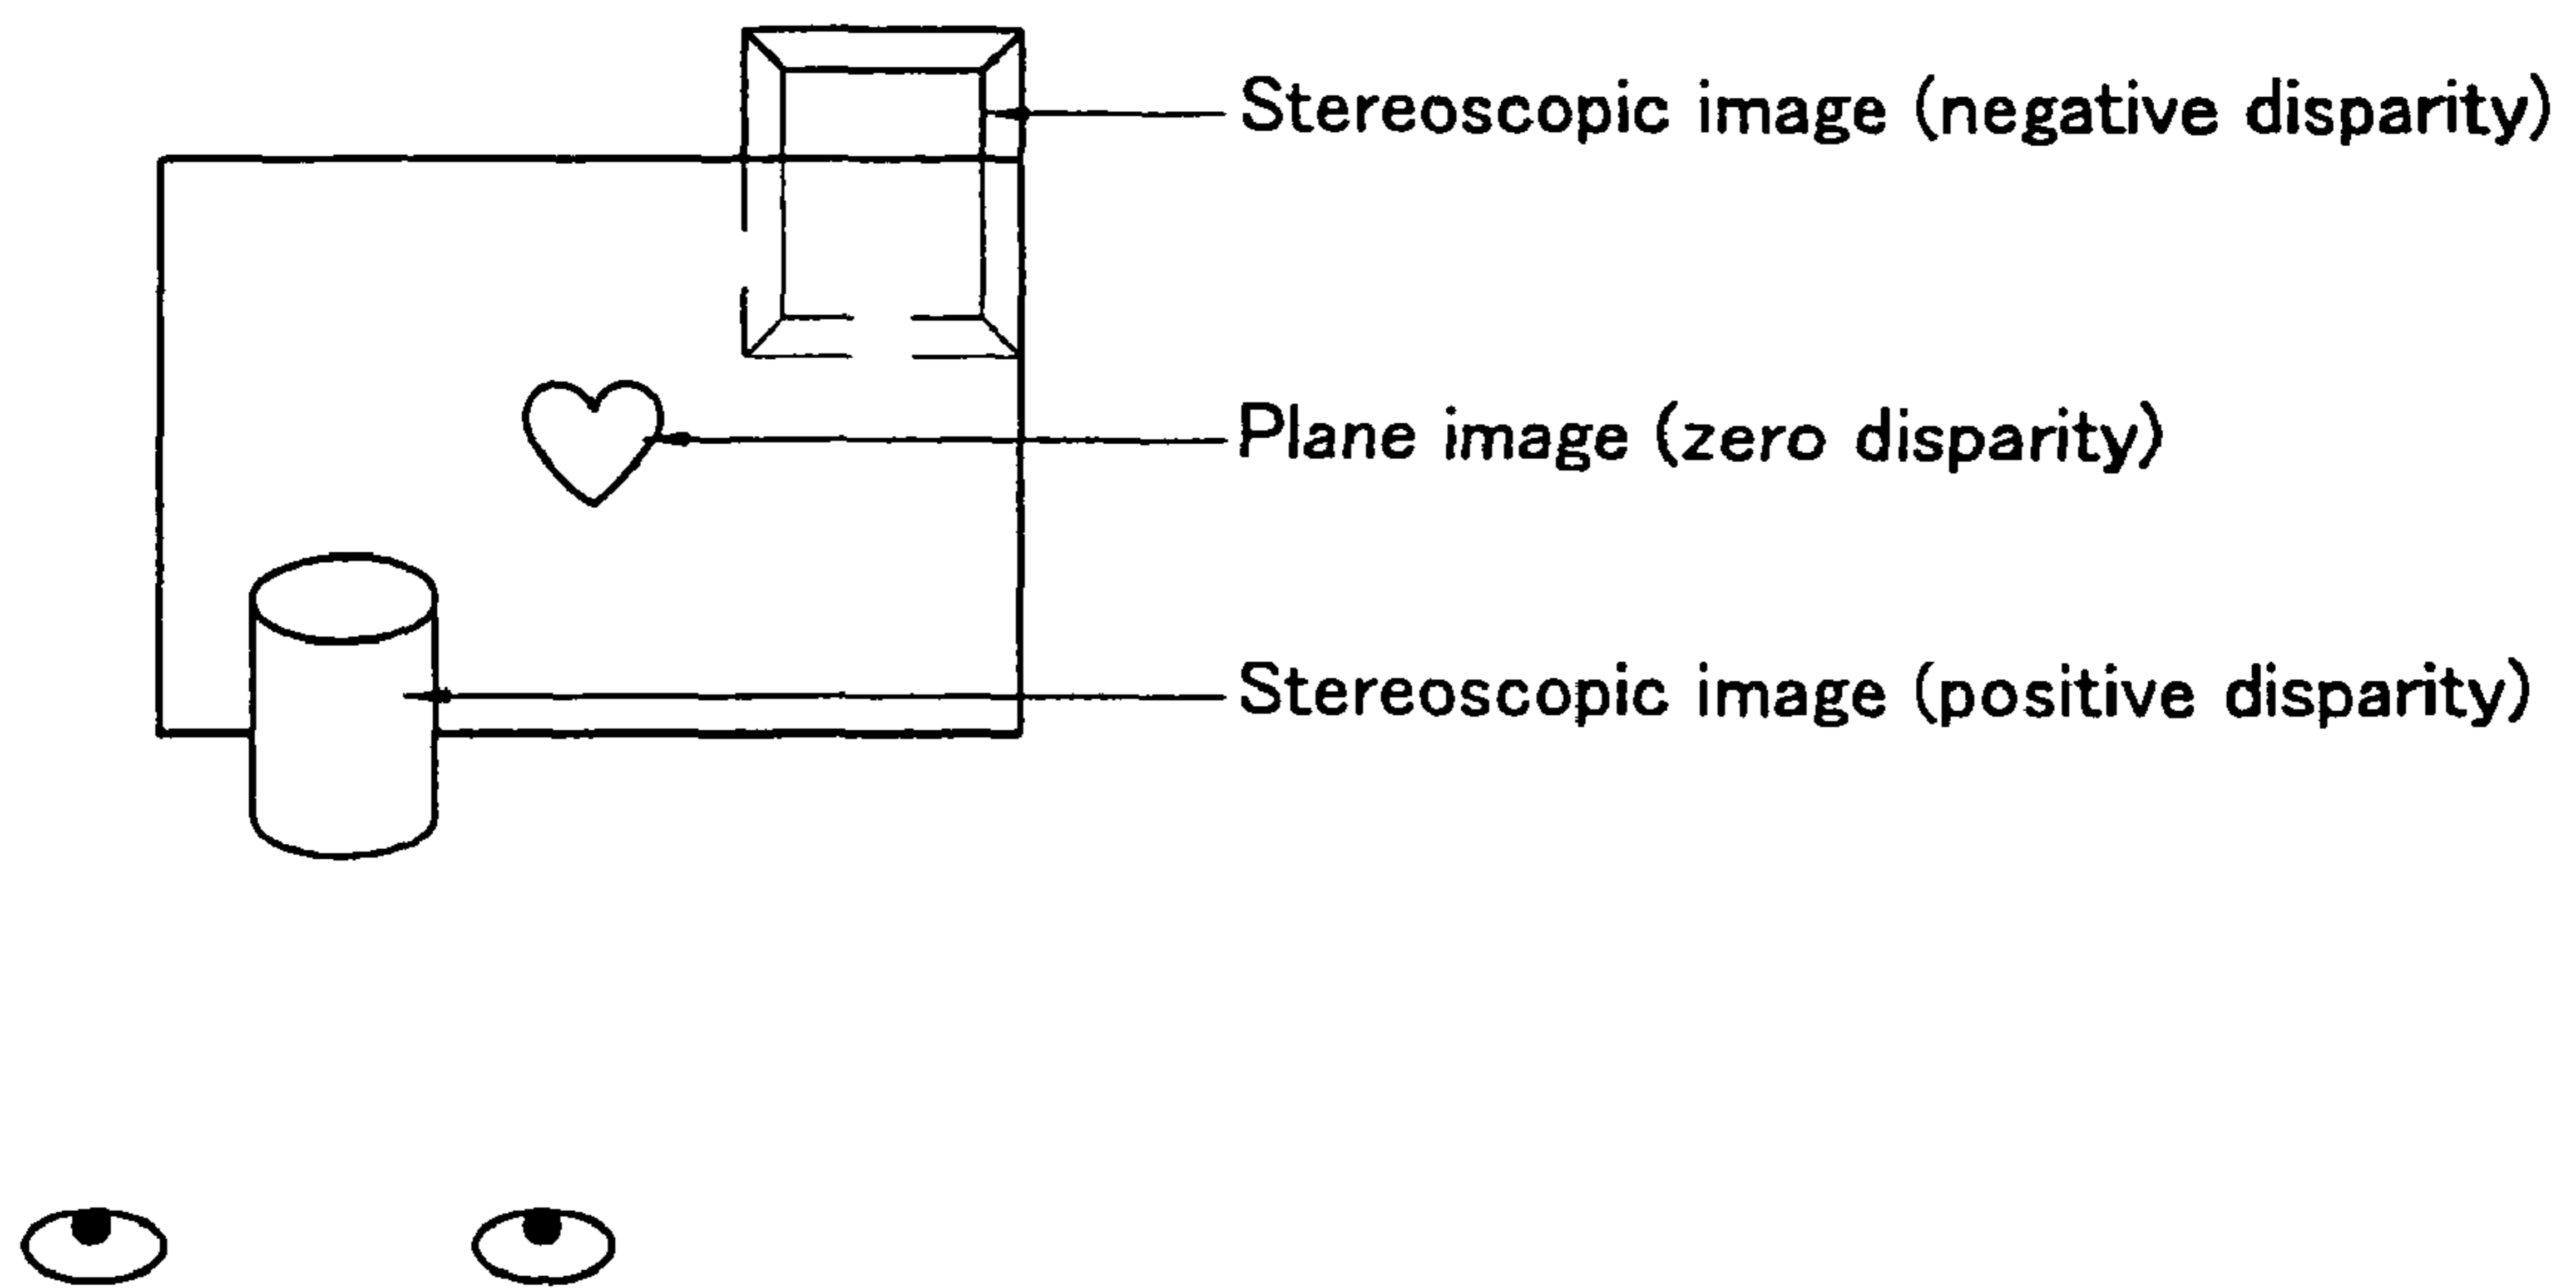 Stereoscopic image (negative disparity)
Plane image (zero disparity)
Stereoscopic image (positive disparity)